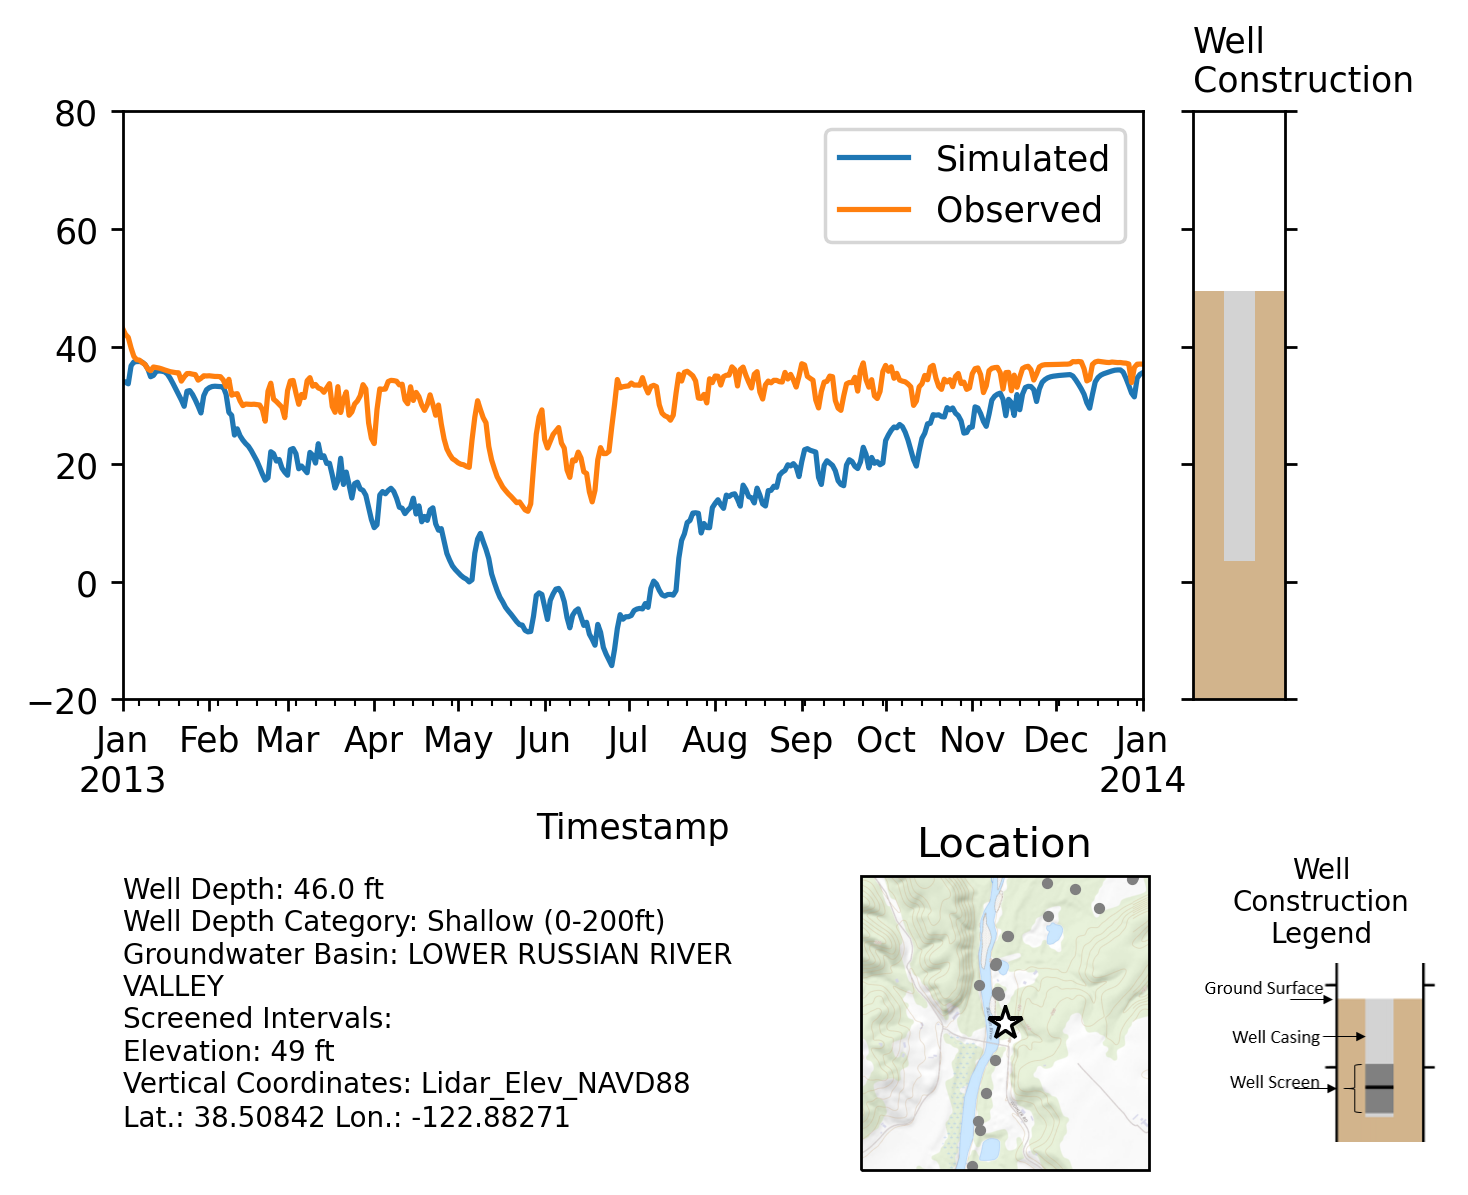 Well
Construction
80
60
40
20
0
−20
Simulated
Observed
Jan Feb Mar Apr May Jun Jul Aug Sep Oct Nov Dec Jan
2013 2014
Timestamp
Well Depth: 46.0 ft
Well Depth Category: Shallow (0-200ft)
Groundwater Basin: LOWER RUSSIAN RIVER
VALLEY
Screened Intervals:
Elevation: 49 ft
Vertical Coordinates: Lidar_Elev_NAVD88
Lat.: 38.50842 Lon.: -122.88271
Location
Well
Construction
Legend
Ground Surface
Well Casing
Well Screen